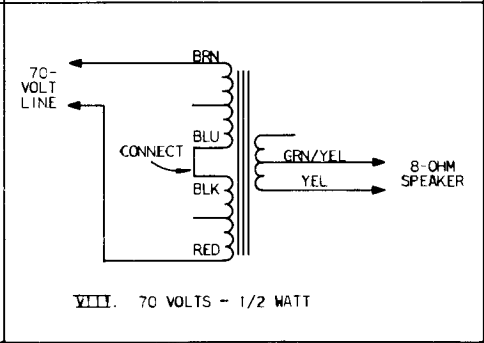 BRN
70-
VOLT
LINE
BLU
CONNECT
GRN/YEL
8-OHM
SPEAKER
YEL
BLK
RED
VIII. 70 VOLTS - 1/2 WATT